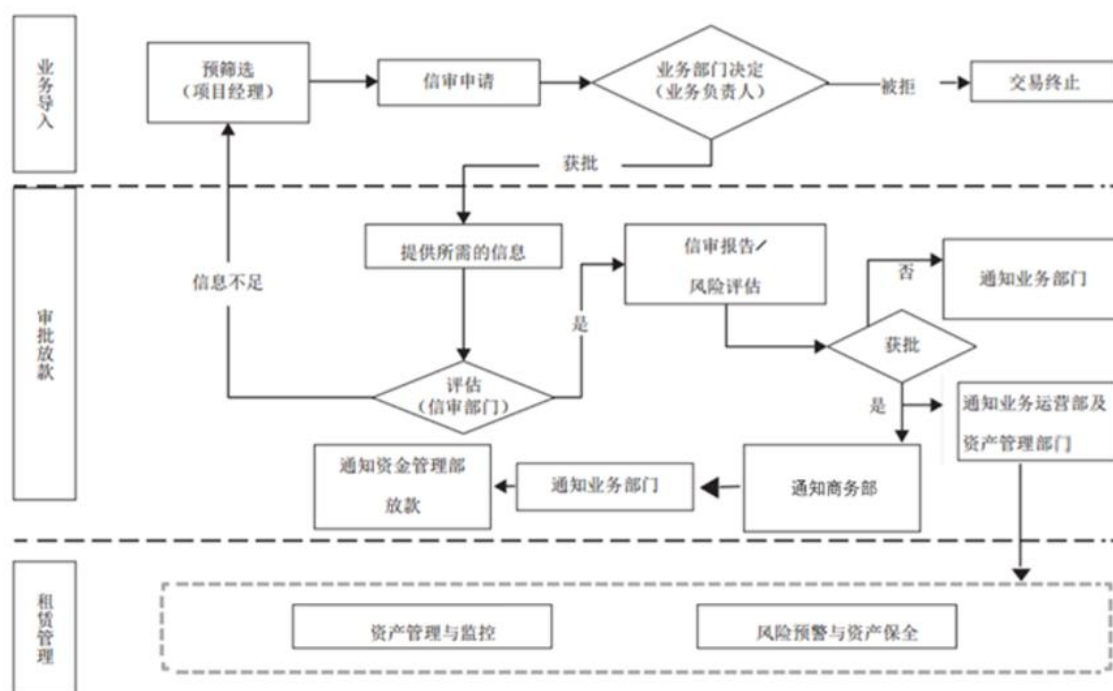 业务导入
预筛选
（项目经理）
信审申请
业务部门决定
（业务负责人）
被拒
交易终止
获批
审批放款
提供所需的信息
信息不足
评估
（信审部门）
是
信审报告/
风险评估
否
通知业务部门
获批
是
通知业务运营部及
资产管理部门
通知商务部
通知业务部门
通知资金管理部
放款
租赁管理
资产管理与监控
风险预警与资产保全